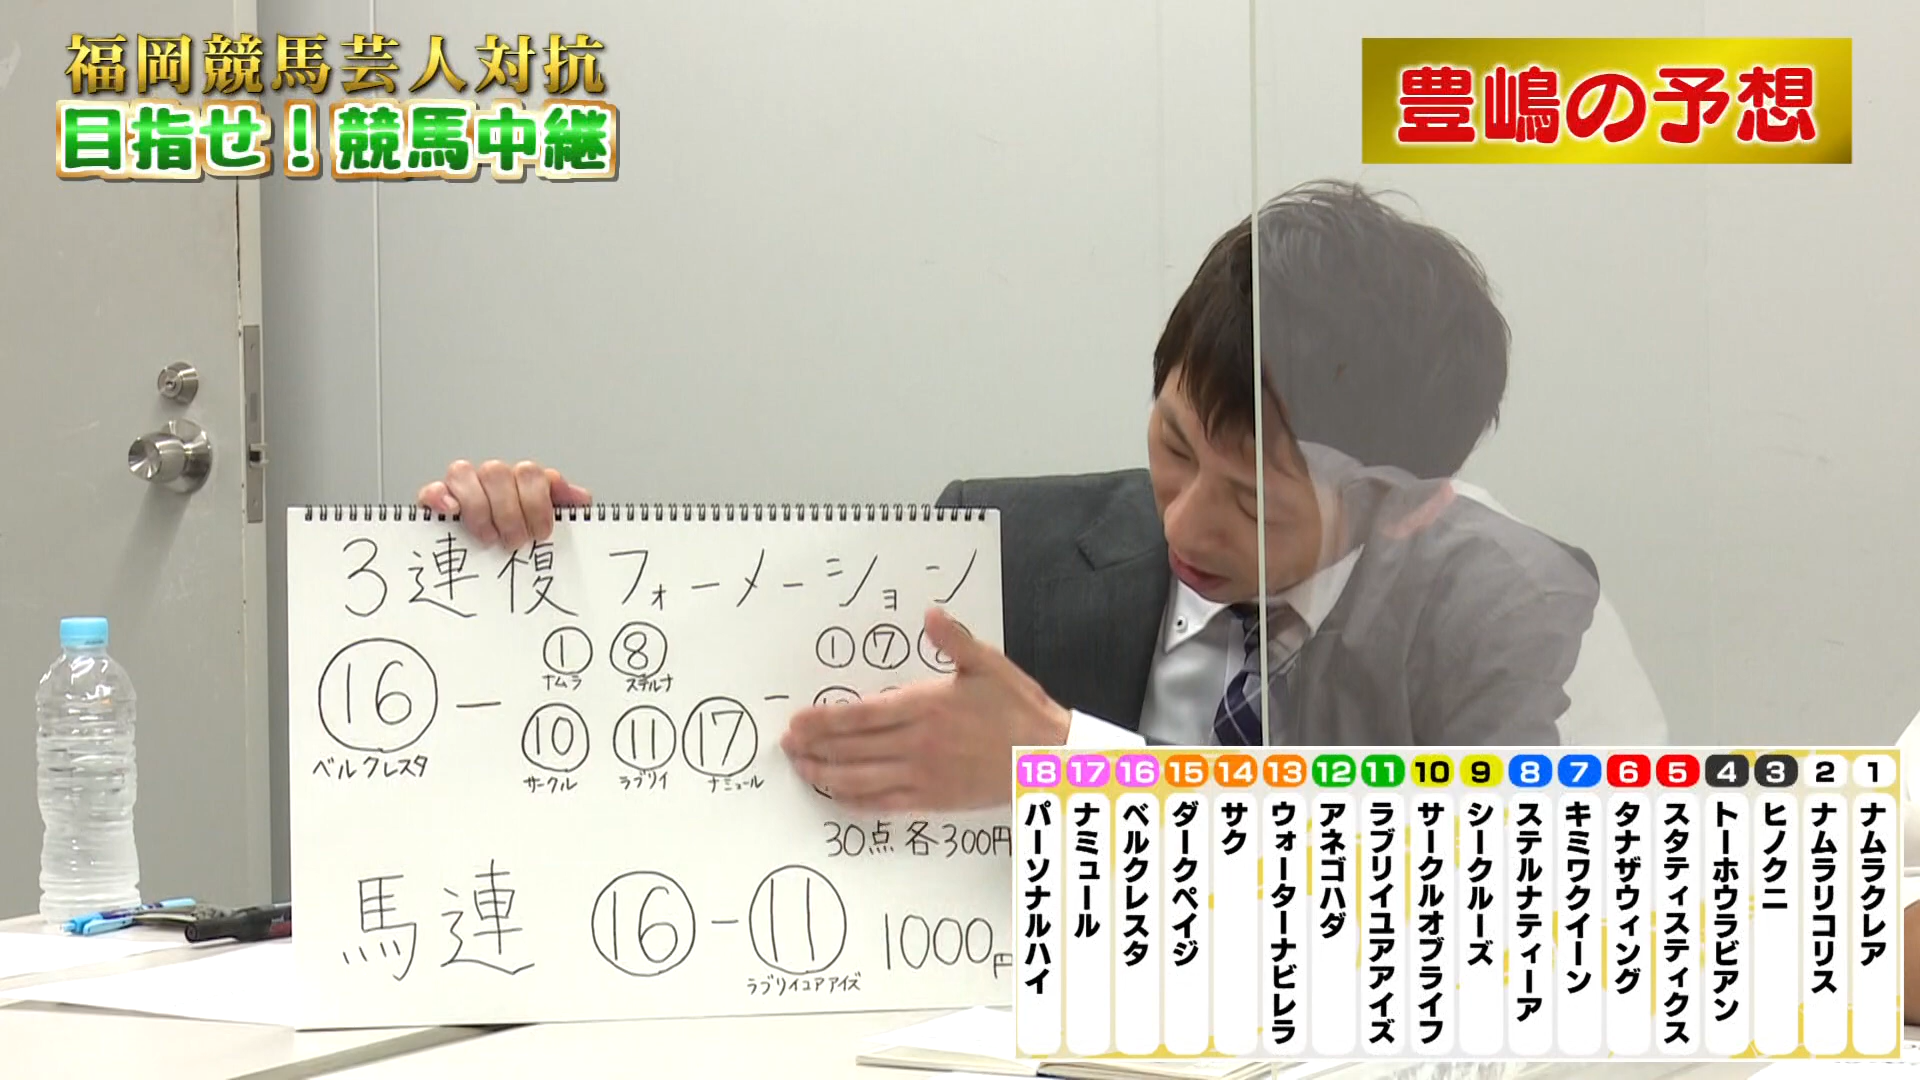 福岡競馬芸人対抗
目指せ！競馬中継
豊嶋の予想
3連複 フォーメーション
16 ― 1 8 ― 1 7
ベルクレスタ ナムラ ステルナ
10 11 17
サークル ラブリイ ナミュール
30点 各300円
馬連 16 ― 11 1000円
ラブリイユアアイズ
18 17 16 15 14 13 12 11 10 9 8 7 6 5 4 3 2 1
ナムラクレア
ナムラリコリス
ヒノクニ
トーホウラビアン
スタティスティクス
タナザウィング
キミワクイーン
ステルナティーア
シークルーズ
サークルオブライフ
ラブリイユアアイズ
アネゴハダ
ウォーターナビレラ
サク
ダークペイジ
ベルクレスタ
ナミュール
パーソナルハイ